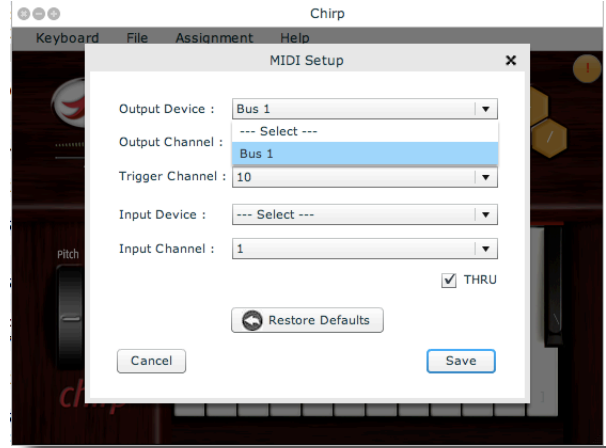 Chirp
Keyboard File Assignment Help
MIDI Setup
Output Device : Bus 1
--- Select ---
Output Channel :
Bus 1
Trigger Channel : 10
Input Device : --- Select ---
Pitch
Input Channel : 1
THRU
Restore Defaults
Cancel Save
chirp